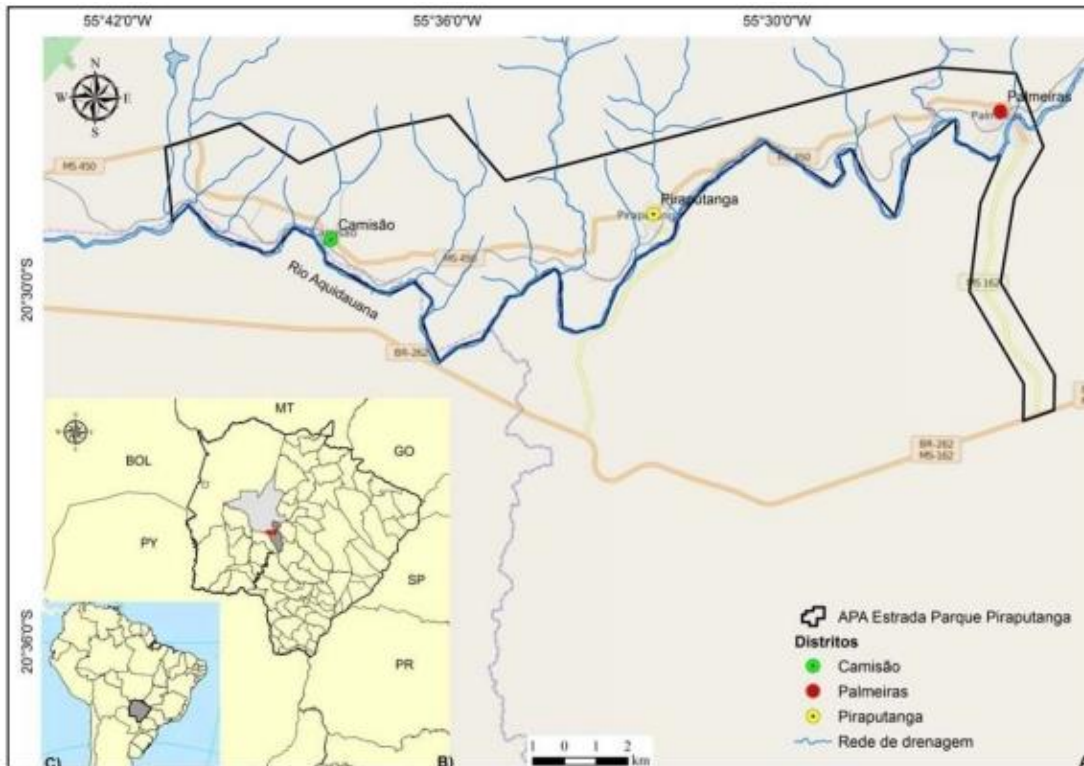 55°42'0"W
55°36'0"W
55°30'0"W
N
W E
S
Palmeiras
MS-450
MS-450
Piraputanga
Camisão
MS-450
Rio Aquidauana
20°30'0"S
MS-162
BR-262
BR-262
MS-162
MT
BOL
GO
PY
SP
PR
20°36'0"S
APA Estrada Parque Piraputanga
Distritos
Camisão
Palmeiras
Piraputanga
Rede de drenagem
1 0 1 2
km
C)
B)